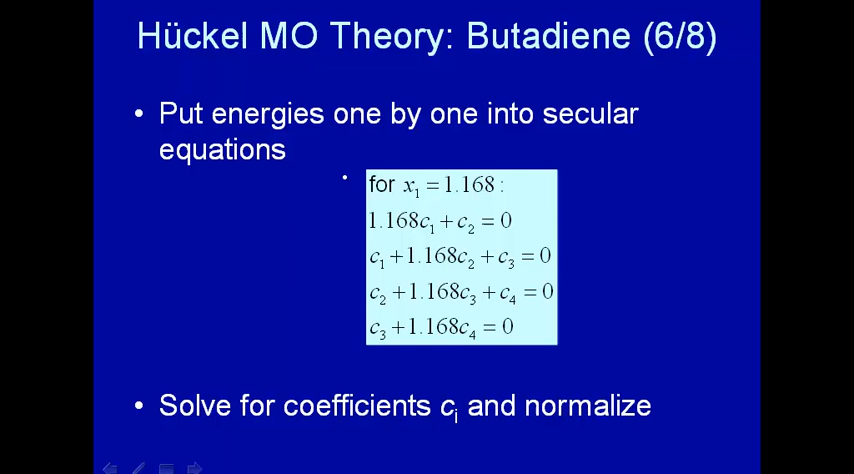 Hückel MO Theory: Butadiene (6/8)
• Put energies one by one into secular
equations
• for x₁ = 1.168 :
1.168c₁ + c₂ = 0
c₁ + 1.168c₂ + c₃ = 0
c₂ + 1.168c₃ + c₄ = 0
c₃ + 1.168c₄ = 0
• Solve for coefficients cᵢ and normalize